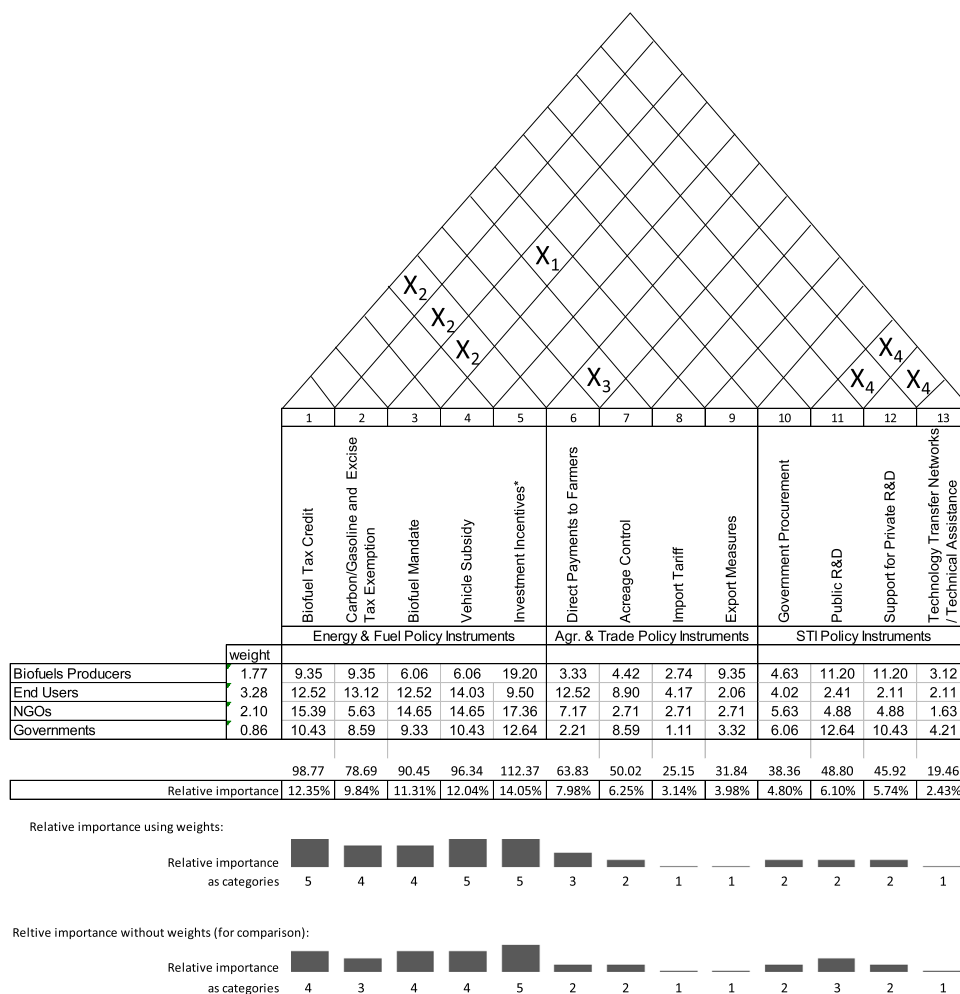 X1
X2
X2
X4
X2
X3 X4 X4
1 2 3 4 5 6 7 8 9 10 11 12 13
Biofuel Tax Credit
Carbon/Gasoline and Excise
Tax Exemption
Biofuel Mandate
Vehicle Subsidy
Investment Incentives*
Direct Payments to Farmers
Acreage Control
Import Tariff
Export Measures
Government Procurement
Public R&D
Support for Private R&D
Technology Transfer Networks
/ Technical Assistance
Energy & Fuel Policy Instruments Agr. & Trade Policy Instruments STI Policy Instruments
weight
Biofuels Producers 1.77 9.35 9.35 6.06 6.06 19.20 3.33 4.42 2.74 9.35 4.63 11.20 11.20 3.12
End Users 3.28 12.52 13.12 12.52 14.03 9.50 12.52 8.90 4.17 2.06 4.02 2.41 2.11 2.11
NGOs 2.10 15.39 5.63 14.65 14.65 17.36 7.17 2.71 2.71 2.71 5.63 4.88 4.88 1.63
Governments 0.86 10.43 8.59 9.33 10.43 12.64 2.21 8.59 1.11 3.32 6.06 12.64 10.43 4.21
98.77 78.69 90.45 96.34 112.37 63.83 50.02 25.15 31.84 38.36 48.80 45.92 19.46
Relative importance 12.35% 9.84% 11.31% 12.04% 14.05% 7.98% 6.25% 3.14% 3.98% 4.80% 6.10% 5.74% 2.43%
Relative importance using weights:
Relative importance
as categories 5 4 4 5 5 3 2 1 1 2 2 2 1
Reltive importance without weights (for comparison):
Relative importance
as categories 4 3 4 4 5 2 2 1 1 2 3 2 1